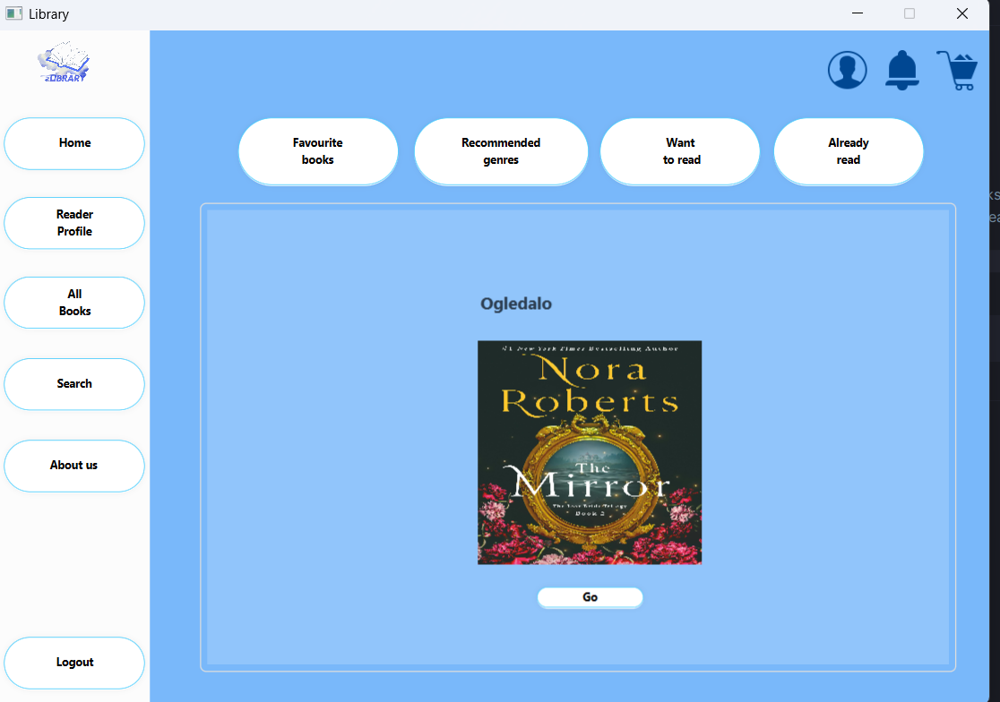 Library
eLIBRARY
Home
Reader
Profile
All
Books
Search
About us
Logout
Favourite
books
Recommended
genres
Want
to read
Already
read
Ogledalo
#1 New York Times Bestselling Author
Nora
Roberts
The
Mirror
The Lost Bride Trilogy
Book 2
Go